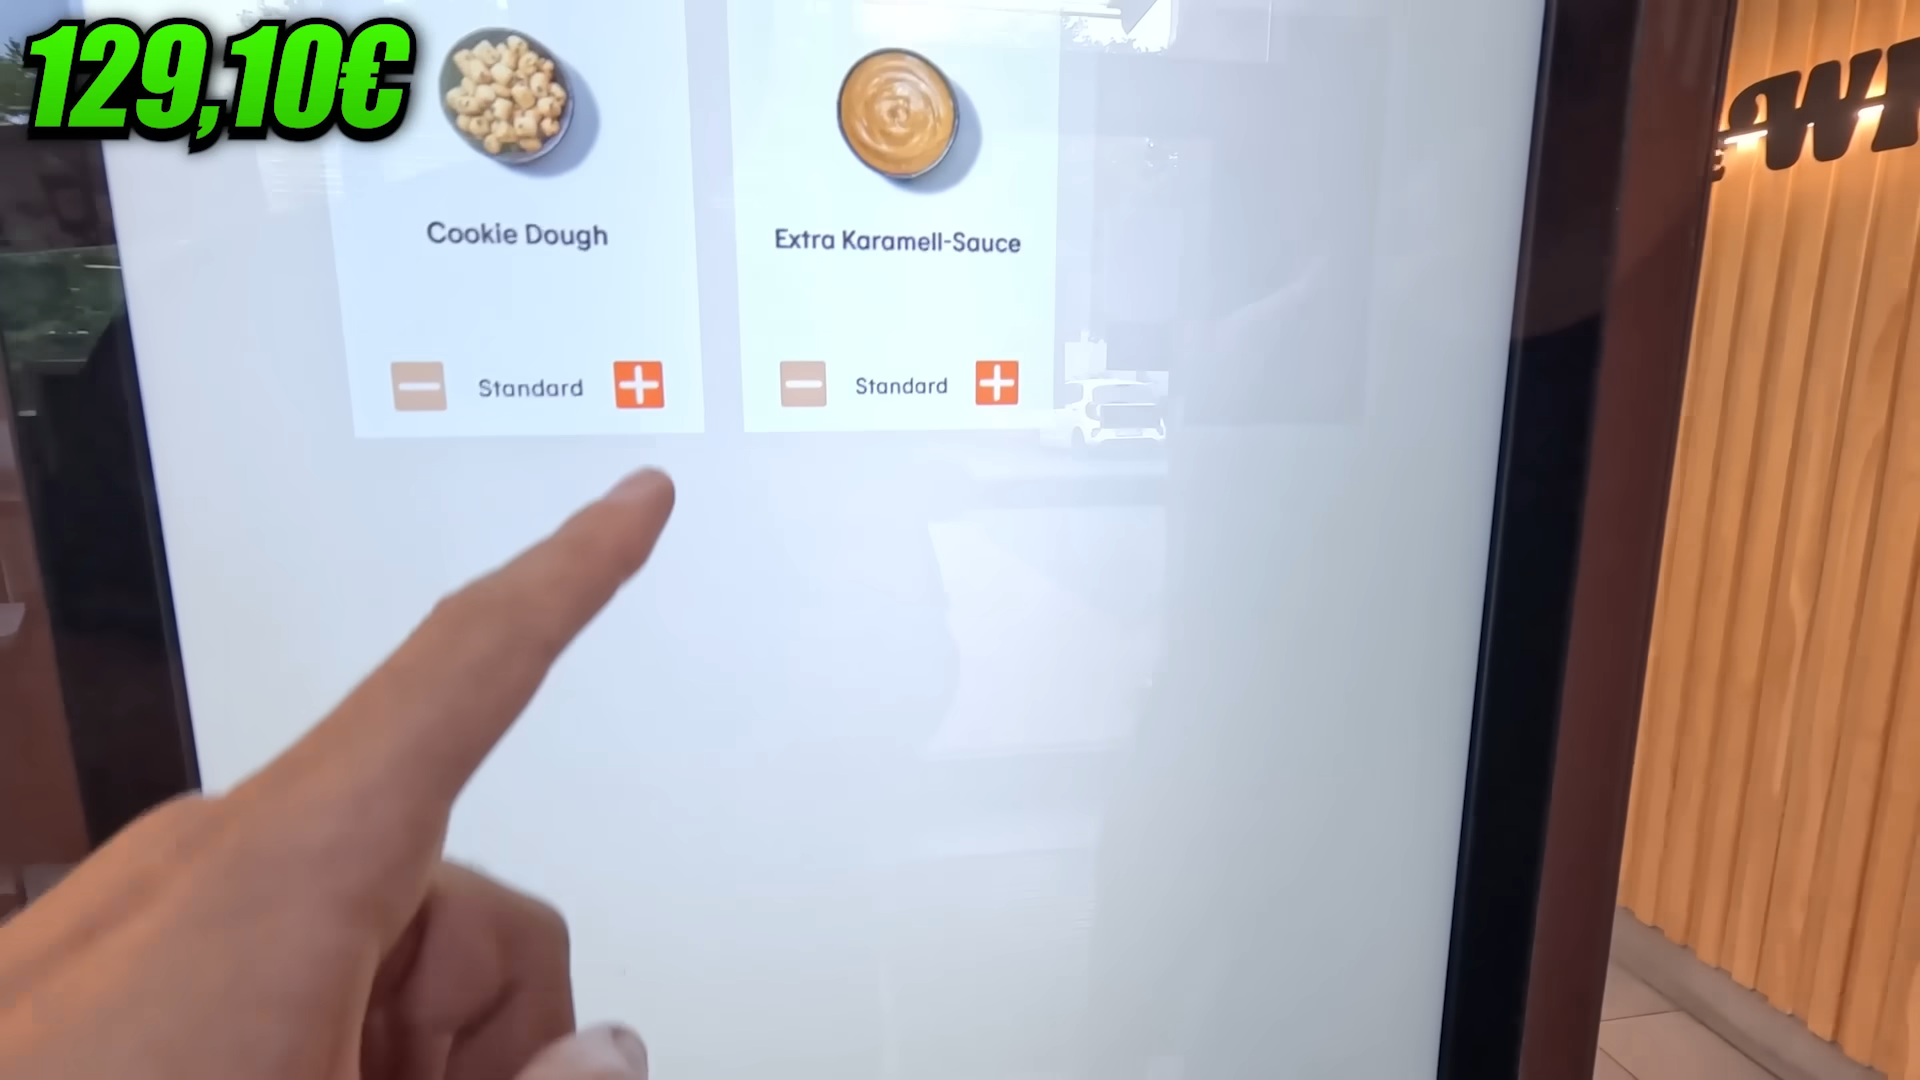 129,10€
Cookie Dough
Extra Karamell-Sauce
Standard
Standard